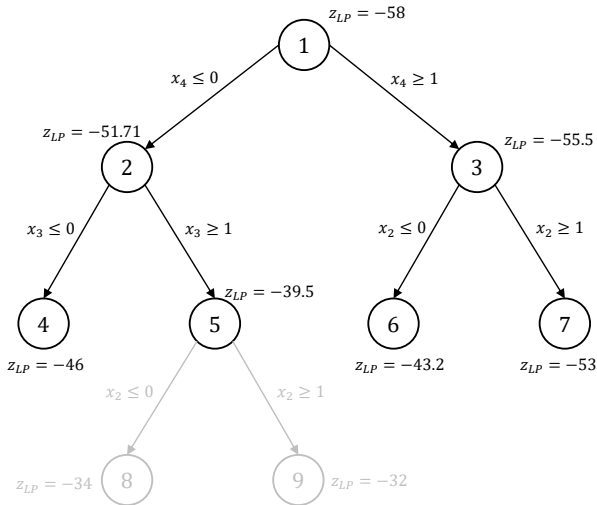 z_LP = −58
1
x_4 ≤ 0
x_4 ≥ 1
z_LP = −51.71
z_LP = −55.5
2
3
x_3 ≤ 0
x_3 ≥ 1
x_2 ≤ 0
x_2 ≥ 1
z_LP = −39.5
4
5
6
7
z_LP = −46
z_LP = −43.2
z_LP = −53
x_2 ≤ 0
x_2 ≥ 1
z_LP = −34
8
9
z_LP = −32